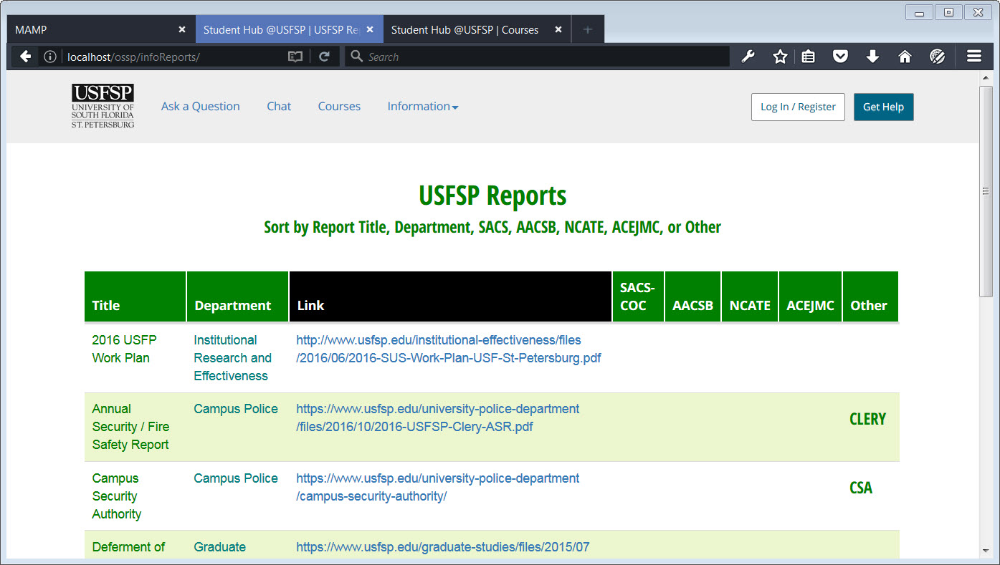 MAMP
Student Hub @USFSP | USFSP Re
Student Hub @USFSP | Courses
localhost/ossp/infoReports/
Search
USFSP
UNIVERSITY OF
SOUTH FLORIDA
ST. PETERSBURG
Ask a Question
Chat
Courses
Information
Log In / Register
Get Help
USFSP Reports
Sort by Report Title, Department, SACS, AACSB, NCATE, ACEJMC, or Other
Title
Department
Link
SACS-
COC
AACSB
NCATE
ACEJMC
Other
2016 USFP
Work Plan
Institutional
Research and
Effectiveness
http://www.usfsp.edu/institutional-effectiveness/files
/2016/06/2016-SUS-Work-Plan-USF-St-Petersburg.pdf
Annual
Security / Fire
Safety Report
Campus Police
https://www.usfsp.edu/university-police-department
/files/2016/10/2016-USFSP-Clery-ASR.pdf
CLERY
Campus
Security
Authority
Campus Police
https://www.usfsp.edu/university-police-department
/campus-security-authority/
CSA
Deferment of
Graduate
https://www.usfsp.edu/graduate-studies/files/2015/07